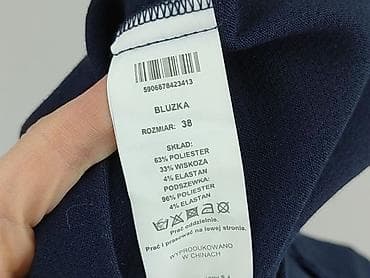 5906878423413
BLUZKA
ROZMIAR: 38
SKŁAD:
63% POLIESTER
33% WISKOZA
4% ELASTAN
PODSZEWKA:
96% POLIESTER
4% ELASTAN
Prać oddzielnie.
Prać i prasować na lewej stronie.
WYPRODUKOWANO
W CHINACH